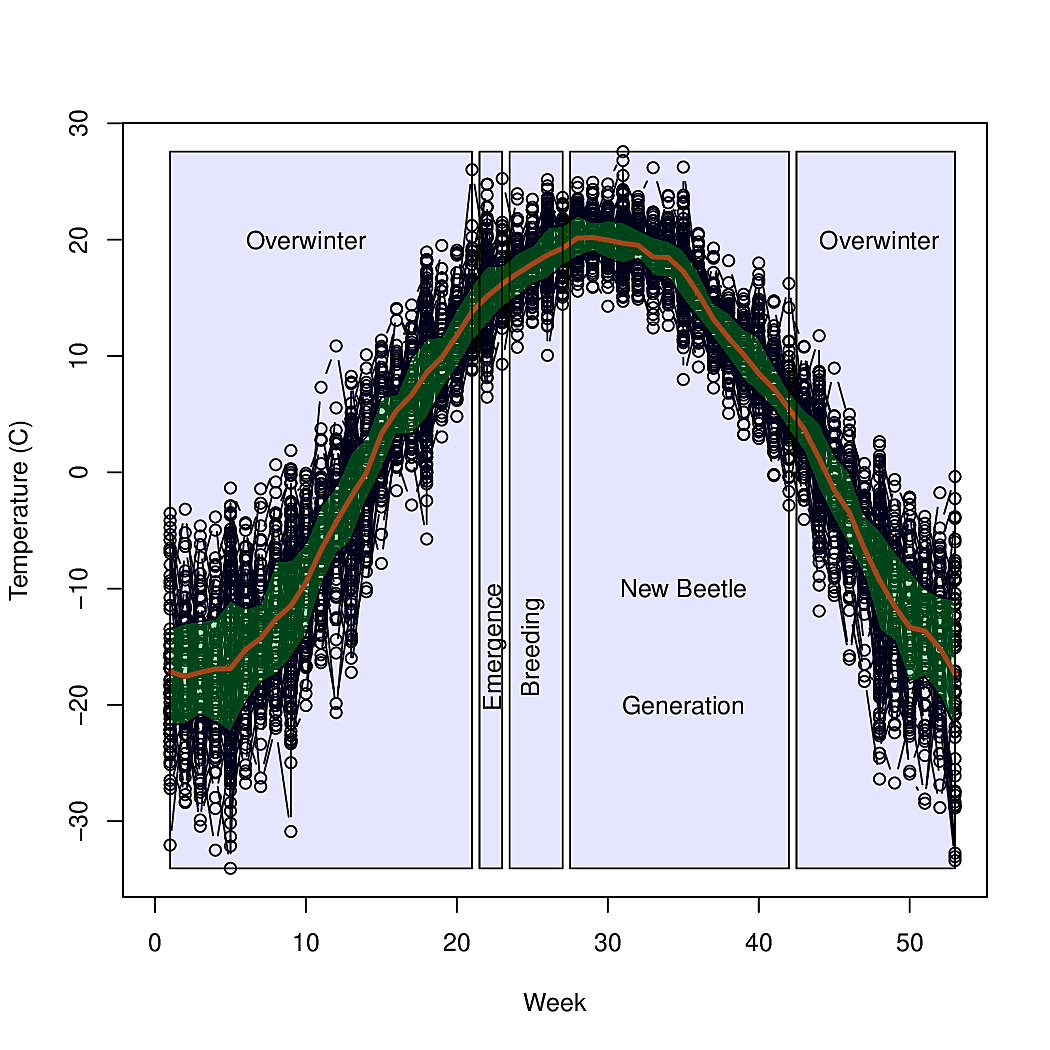 30
20
10
0
−10
−20
−30
Temperature (C)
Overwinter
Overwinter
Emergence
Breeding
New Beetle
Generation
0 10 20 30 40 50
Week